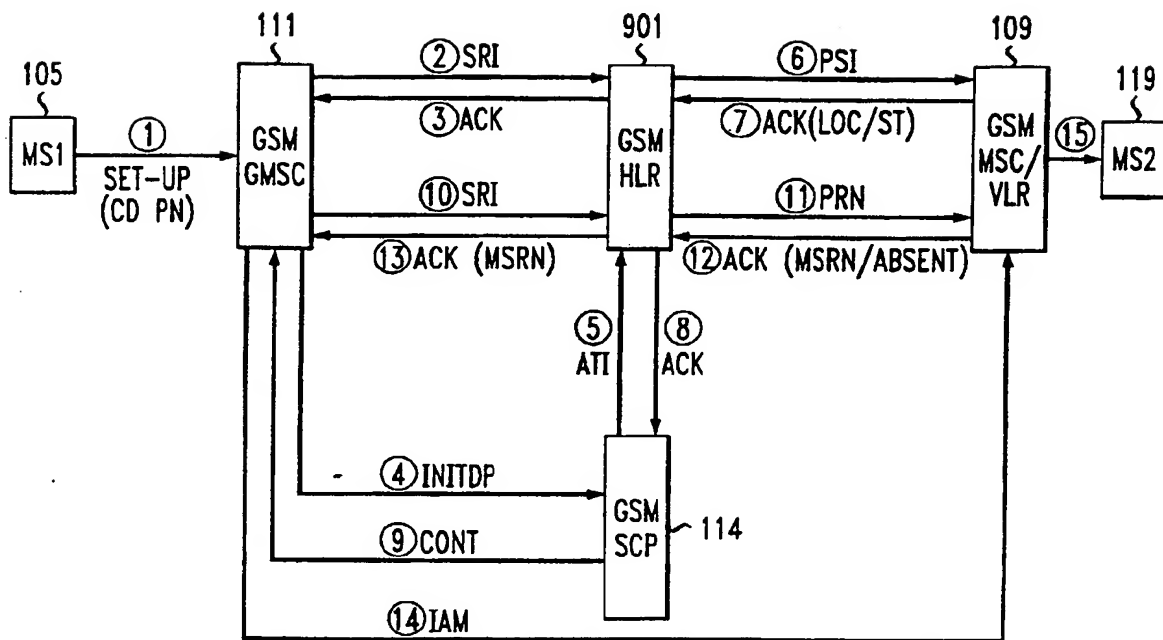 111
901
109
105
119
②SRI
⑥PSI
①
③ACK
⑦ACK(LOC/ST)
⑮
MS1
GSM
GMSC
GSM
HLR
GSM
MSC/
VLR
MS2
SET-UP
(CD PN)
⑩SRI
⑪PRN
⑬ACK (MSRN)
⑫ACK (MSRN/ABSENT)
⑤
ATI
⑧
ACK
④INITDP
GSM
SCP
114
⑨CONT
⑭IAM